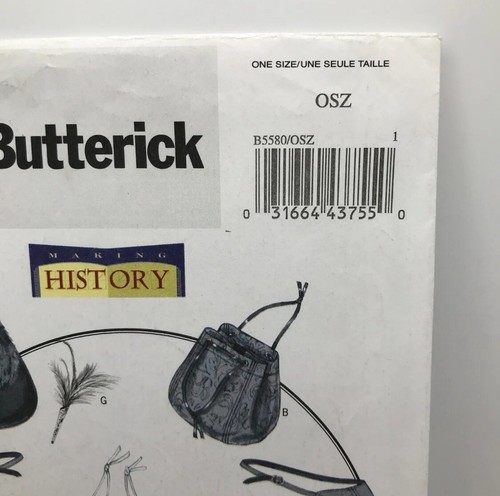 ONE SIZE/UNE SEULE TAILLE
OSZ
B5580/OSZ 1
Butterick
0 31664 43755 0
MAKING
HISTORY
G
B